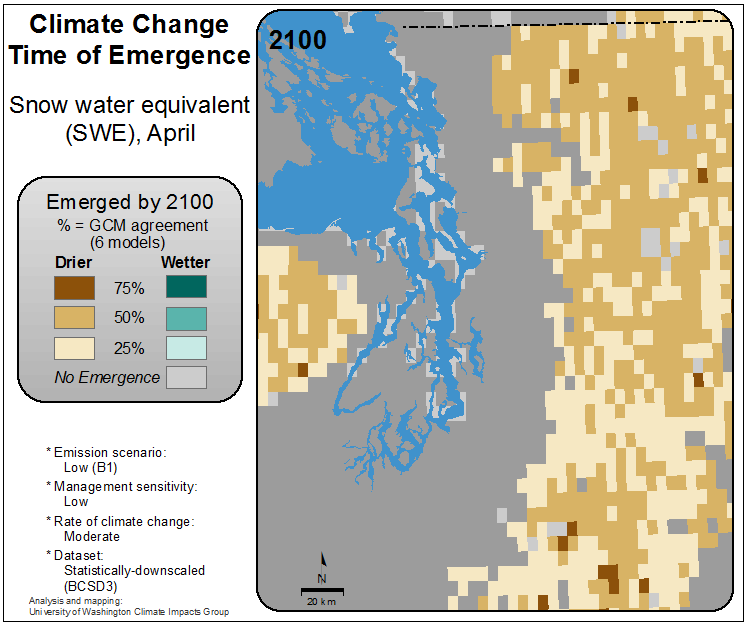 Climate Change
Time of Emergence
Snow water equivalent
(SWE), April
Emerged by 2100
% = GCM agreement
(6 models)
Drier Wetter
75%
50%
25%
No Emergence
* Emission scenario:
Low (B1)
* Management sensitivity:
Low
* Rate of climate change:
Moderate
* Dataset:
Statistically-downscaled
(BCSD3)
Analysis and mapping:
University of Washington Climate Impacts Group
2100
N
20 km